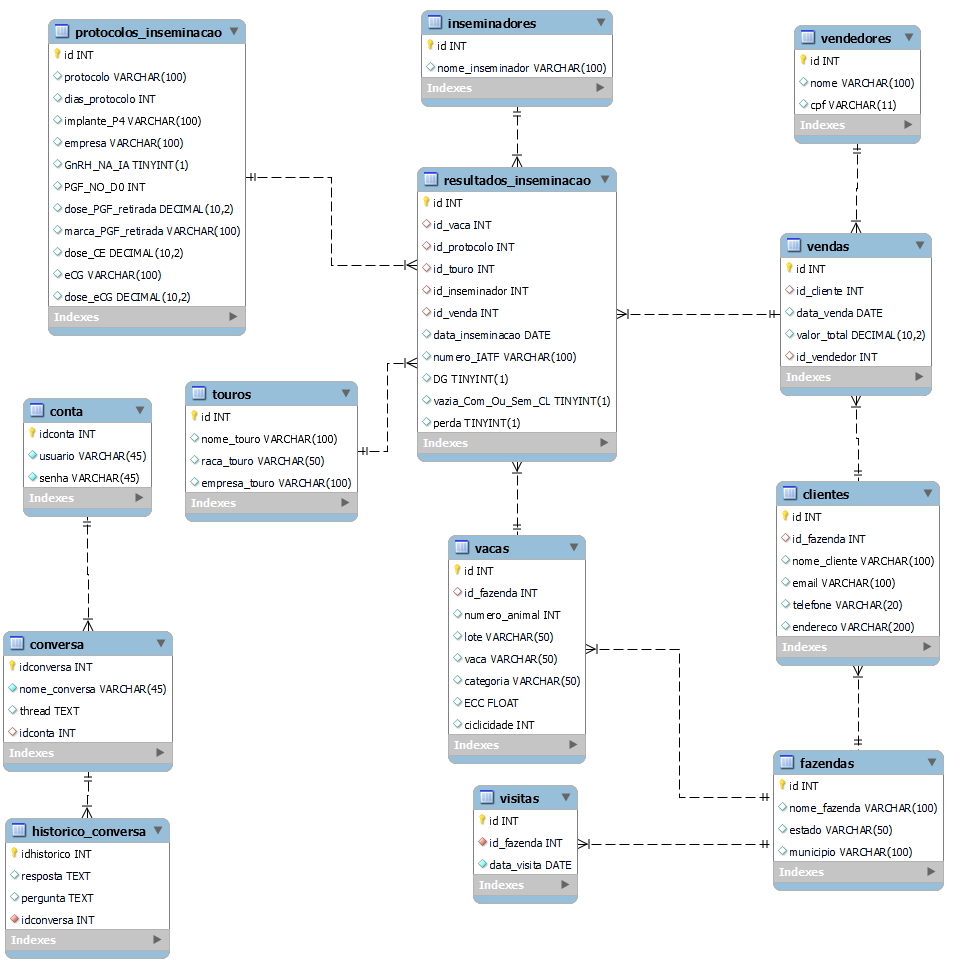 protocolos_inseminacao
id INT
protocolo VARCHAR(100)
dias_protocolo INT
implante_P4 VARCHAR(100)
empresa VARCHAR(100)
GnRH_NA_IA TINYINT(1)
PGF_NO_D0 INT
dose_PGF_retirada DECIMAL(10,2)
marca_PGF_retirada VARCHAR(100)
dose_CE DECIMAL(10,2)
eCG VARCHAR(100)
dose_eCG DECIMAL(10,2)
Indexes
inseminadores
id INT
nome_inseminador VARCHAR(100)
Indexes
vendedores
id INT
nome VARCHAR(100)
cpf VARCHAR(11)
Indexes
resultados_inseminacao
id INT
id_vaca INT
id_protocolo INT
id_touro INT
id_inseminador INT
id_venda INT
data_inseminacao DATE
numero_IATF VARCHAR(100)
DG TINYINT(1)
vazia_Com_Ou_Sem_CL TINYINT(1)
perda TINYINT(1)
Indexes
vendas
id INT
id_cliente INT
data_venda DATE
valor_total DECIMAL(10,2)
id_vendedor INT
Indexes
touros
id INT
nome_touro VARCHAR(100)
raca_touro VARCHAR(50)
empresa_touro VARCHAR(100)
Indexes
conta
idconta INT
usuario VARCHAR(45)
senha VARCHAR(45)
Indexes
clientes
id INT
id_fazenda INT
nome_cliente VARCHAR(100)
email VARCHAR(100)
telefone VARCHAR(20)
endereco VARCHAR(200)
Indexes
vacas
id INT
id_fazenda INT
numero_animal INT
lote VARCHAR(50)
vaca VARCHAR(50)
categoria VARCHAR(50)
ECC FLOAT
ciclicidade INT
Indexes
conversa
idconversa INT
nome_conversa VARCHAR(45)
thread TEXT
idconta INT
Indexes
fazendas
id INT
nome_fazenda VARCHAR(100)
estado VARCHAR(50)
municipio VARCHAR(100)
Indexes
visitas
id INT
id_fazenda INT
data_visita DATE
Indexes
historico_conversa
idhistorico INT
resposta TEXT
pergunta TEXT
idconversa INT
Indexes